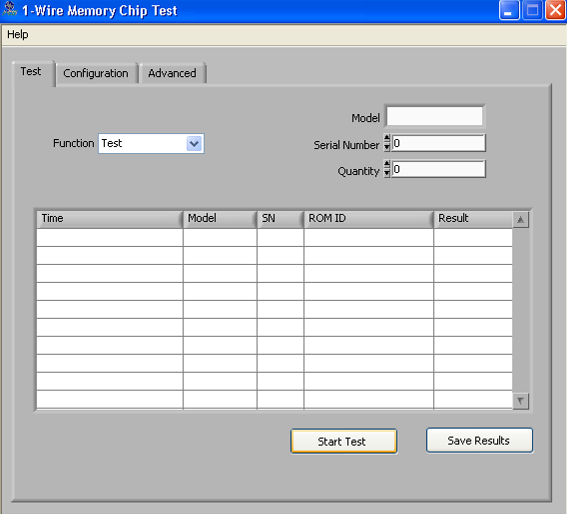 1-Wire Memory Chip Test
Help
Test Configuration Advanced
Model
Function Test
Serial Number 0
Quantity 0
Time Model SN ROM ID Result
Start Test Save Results